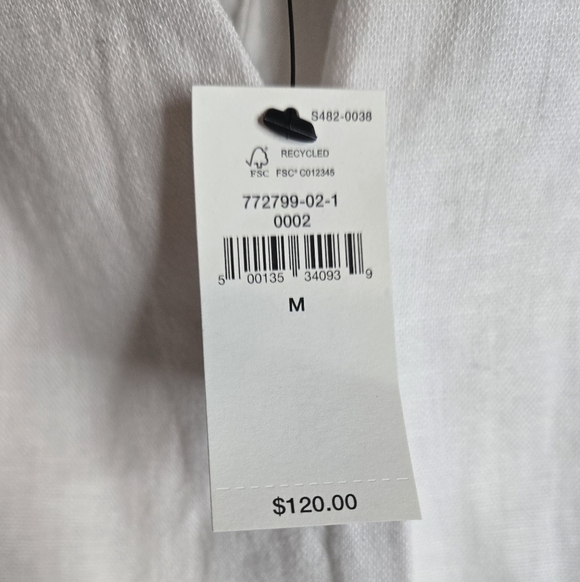 S482-0038
RECYCLED
FSC FSC® C012345
772799-02-1
0002
5 00135 34093 9
M
$120.00